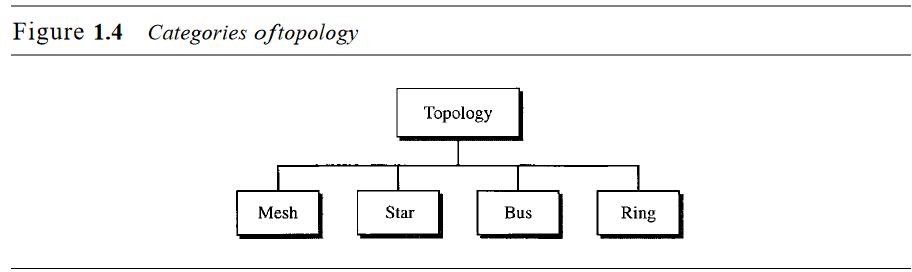 Figure 1.4 Categories oftopology
Topology
Mesh Star Bus Ring